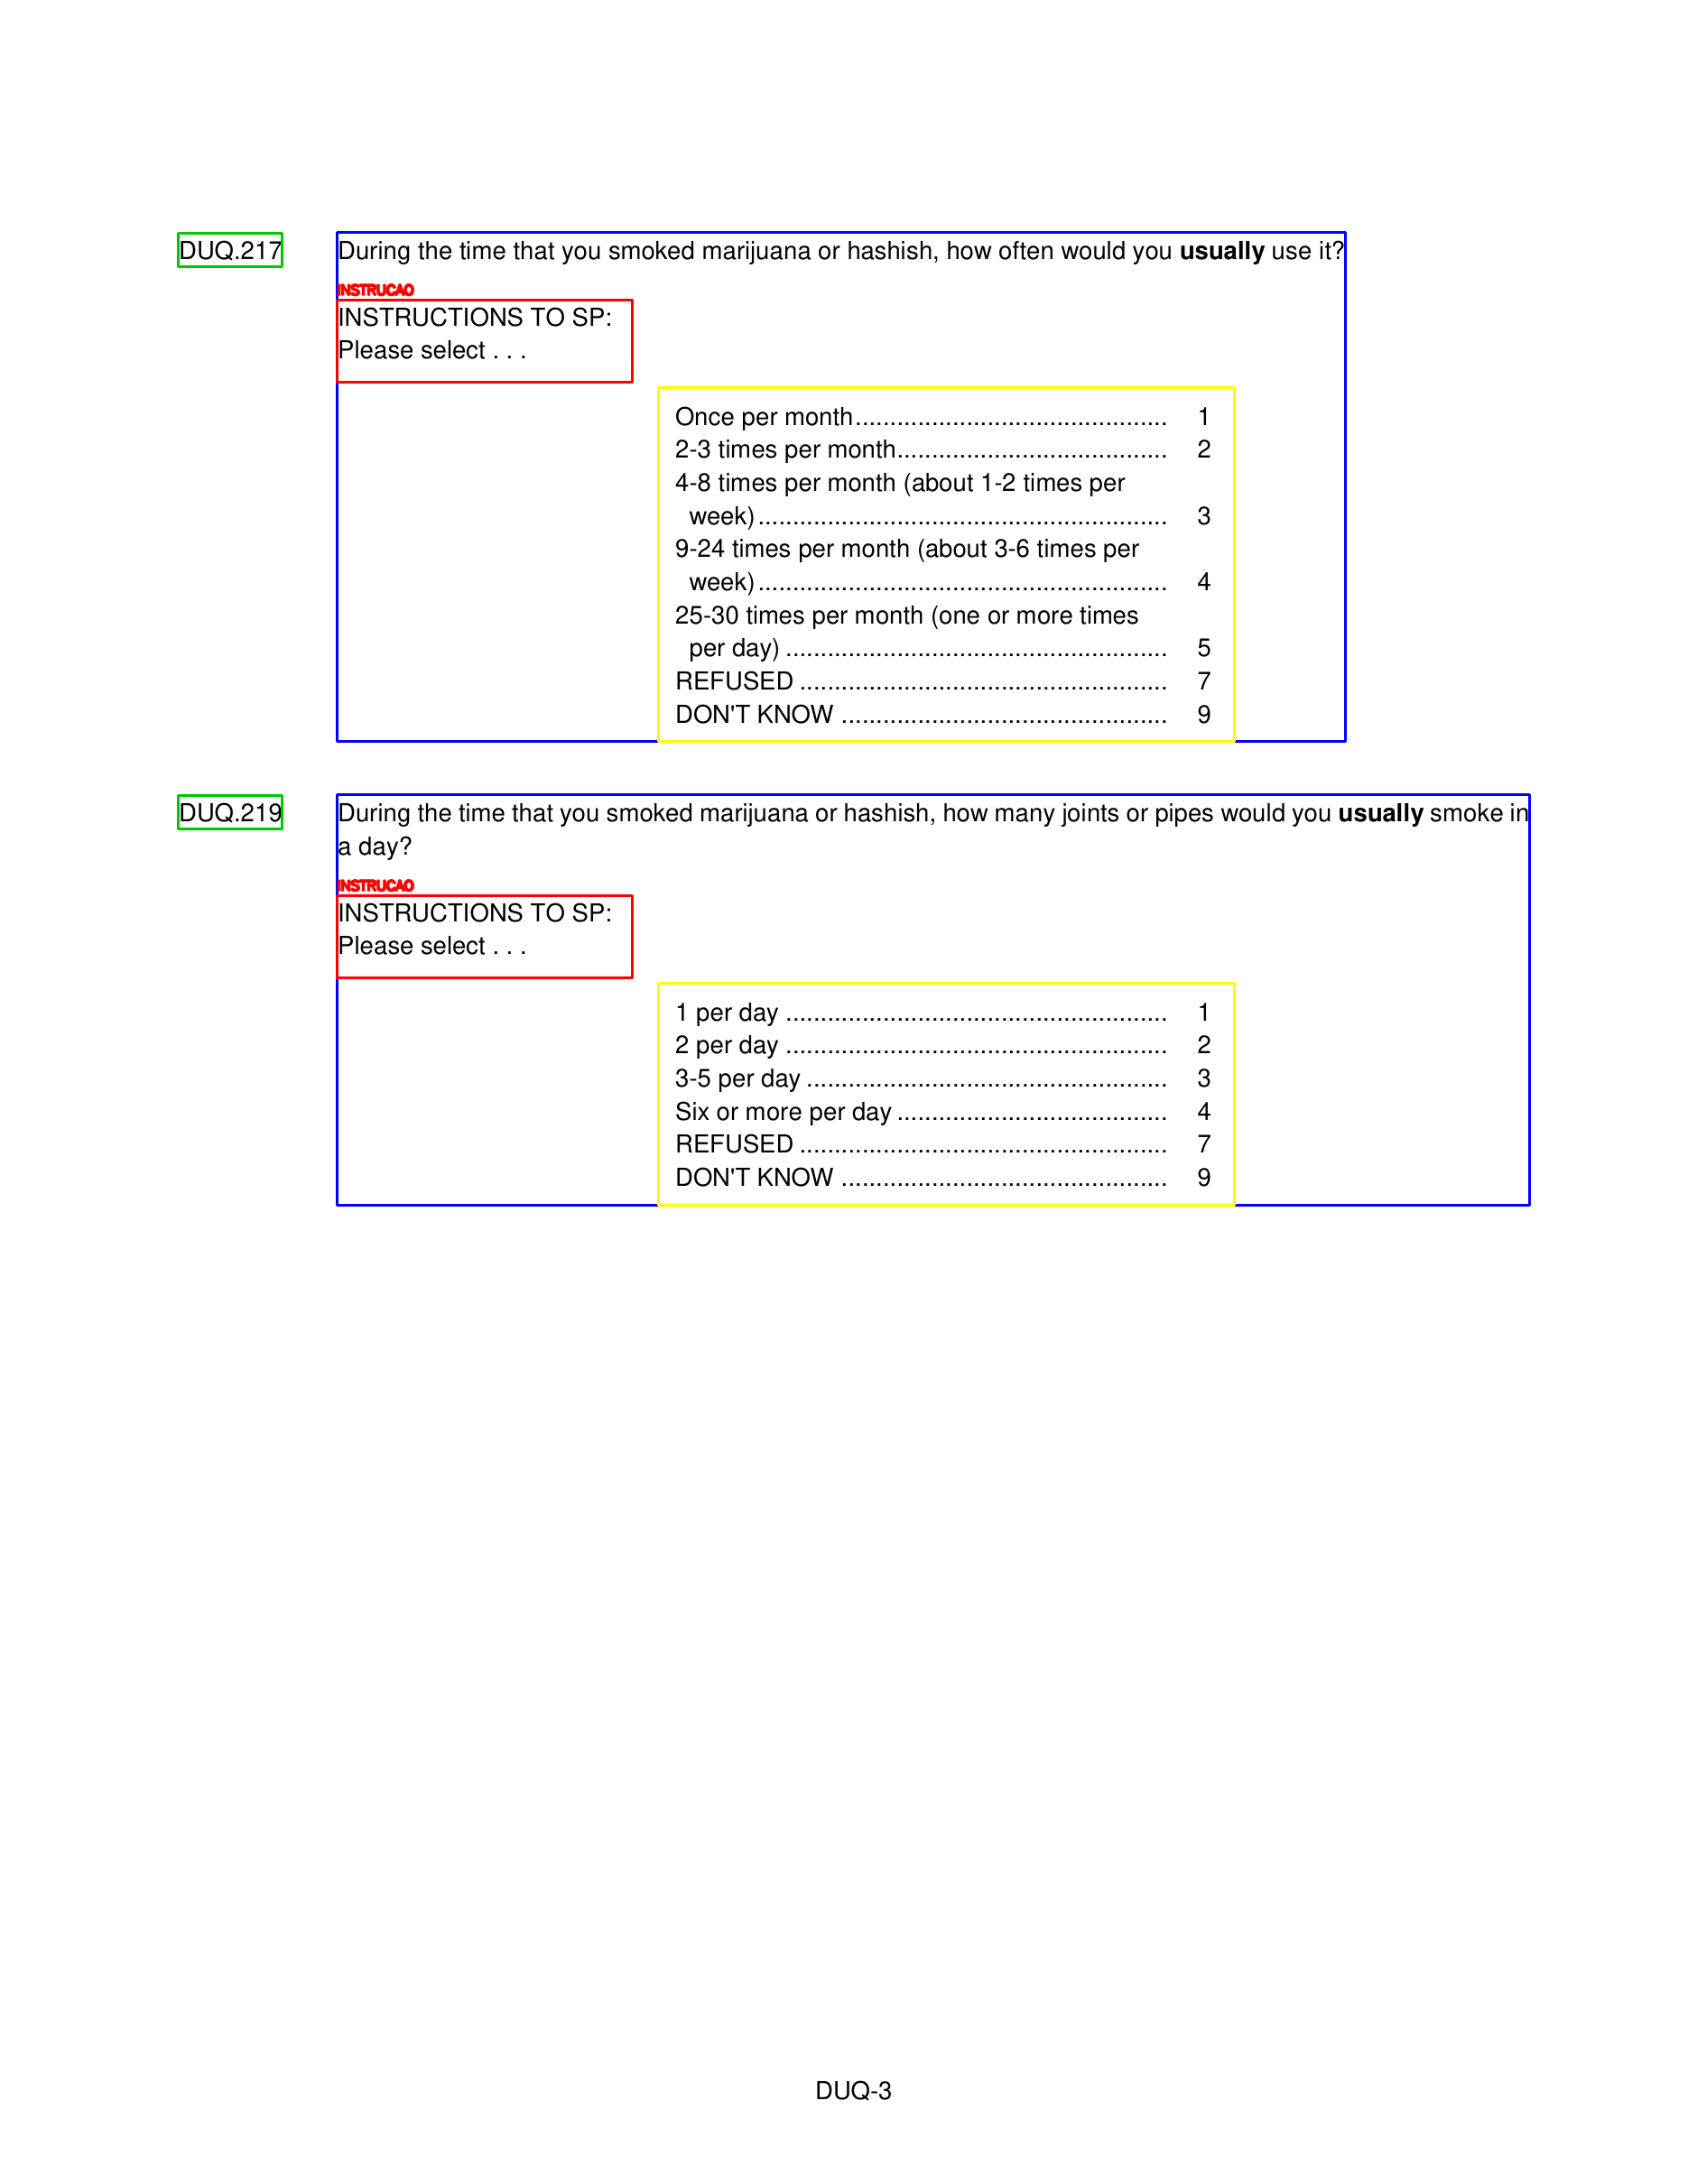 DUQ.217 During the time that you smoked marijuana or hashish, how often would you usually use it?
INSTRUCAO
INSTRUCTIONS TO SP:
Please select . . .
Once per month............................................. 1
2-3 times per month....................................... 2
4-8 times per month (about 1-2 times per
week)........................................................... 3
9-24 times per month (about 3-6 times per
week)........................................................... 4
25-30 times per month (one or more times
per day) ....................................................... 5
REFUSED ..................................................... 7
DON'T KNOW ............................................... 9
DUQ.219 During the time that you smoked marijuana or hashish, how many joints or pipes would you usually smoke in
a day?
INSTRUCAO
INSTRUCTIONS TO SP:
Please select . . .
1 per day ....................................................... 1
2 per day ....................................................... 2
3-5 per day .................................................... 3
Six or more per day ....................................... 4
REFUSED ..................................................... 7
DON'T KNOW ............................................... 9
DUQ-3